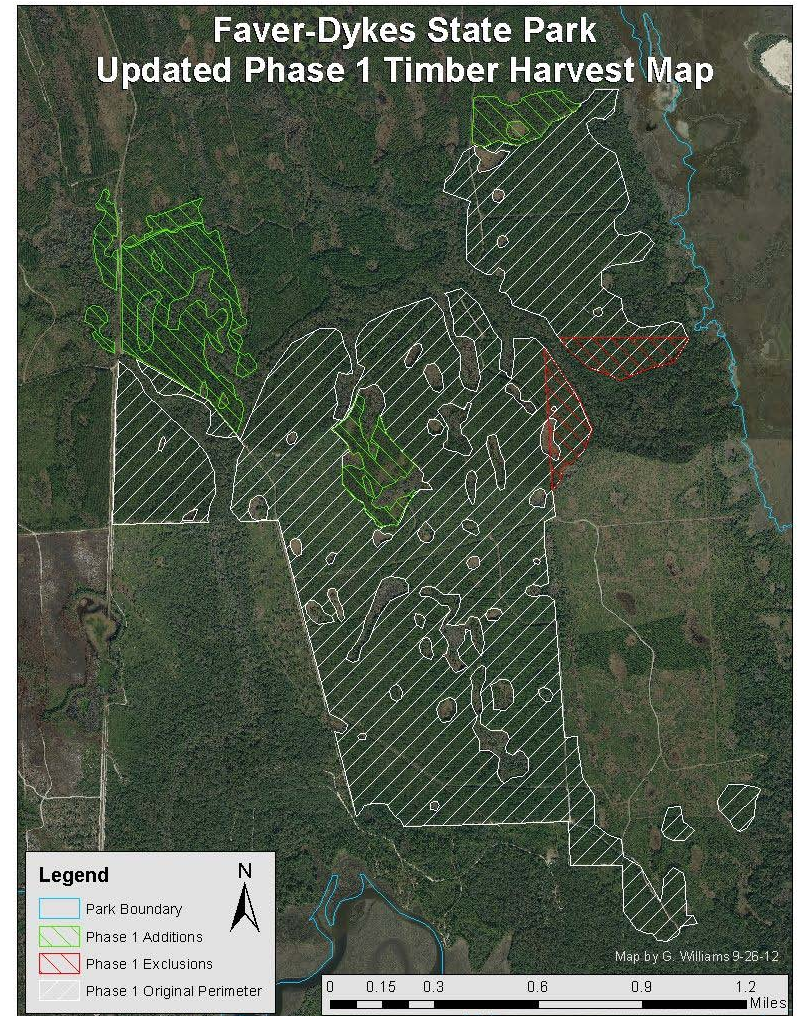 Faver-Dykes State Park
Updated Phase 1 Timber Harvest Map
Legend
N
Park Boundary
Phase 1 Additions
Phase 1 Exclusions
Phase 1 Original Perimeter
Map by G. Williams 9-26-12
0 0.15 0.3 0.6 0.9 1.2
Miles